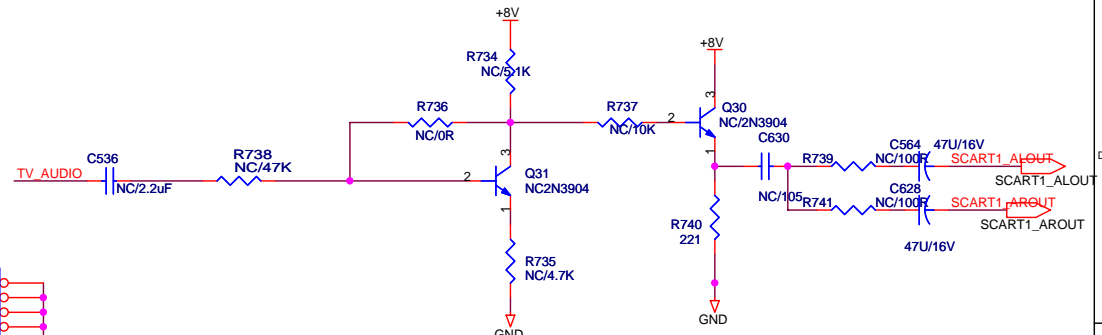 +8V
R734
NC/5.1K
+8V
R736
NC/0R
R737
NC/10K
2
3
Q30
NC/2N3904
1
C630
NC/105
C536
NC/2.2uF
TV_AUDIO
R738
NC/47K
2
3
Q31
NC2N3904
1
R739
NC/100R
C564
47U/16V
SCART1_ALOUT
SCART1_ALOUT
R741
NC/100R
C628
47U/16V
SCART1_AROUT
SCART1_AROUT
R740
221
R735
NC/4.7K
GND
GND